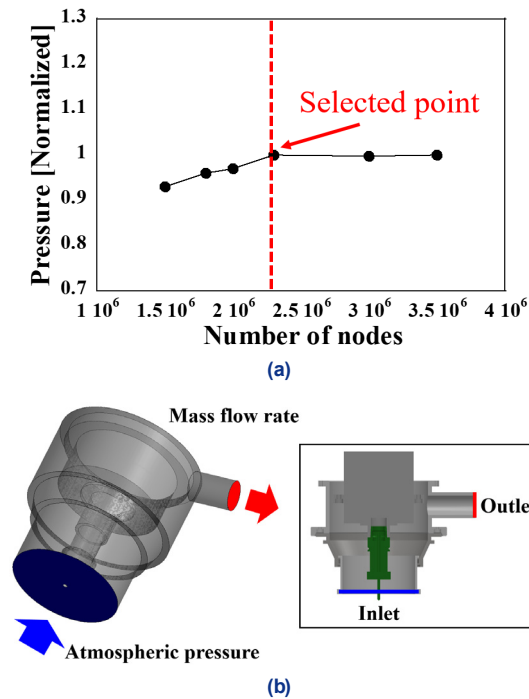 1.3
1.2
1.1
1
0.9
0.8
0.7
Pressure [Normalized]
Selected point
1 10⁶ 1.5 10⁶ 2 10⁶ 2.5 10⁶ 3 10⁶ 3.5 10⁶ 4 10⁶
Number of nodes
(a)
Mass flow rate
Outlet
Inlet
Atmospheric pressure
(b)